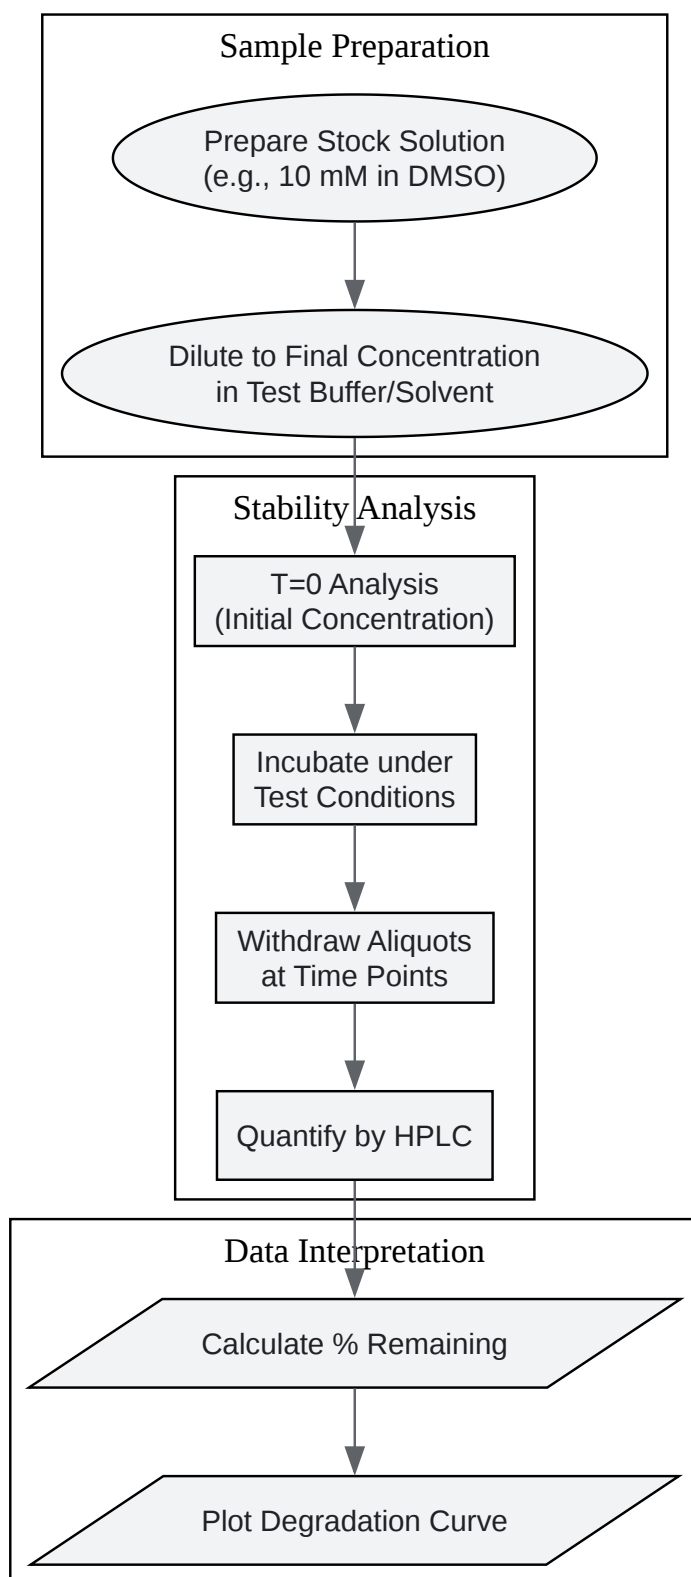 Sample Preparation
Prepare Stock Solution
(e.g., 10 mM in DMSO)
Dilute to Final Concentration
in Test Buffer/Solvent
Stability Analysis
T=0 Analysis
(Initial Concentration)
Incubate under
Test Conditions
Withdraw Aliquots
at Time Points
Quantify by HPLC
Data Interpretation
Calculate % Remaining
Plot Degradation Curve